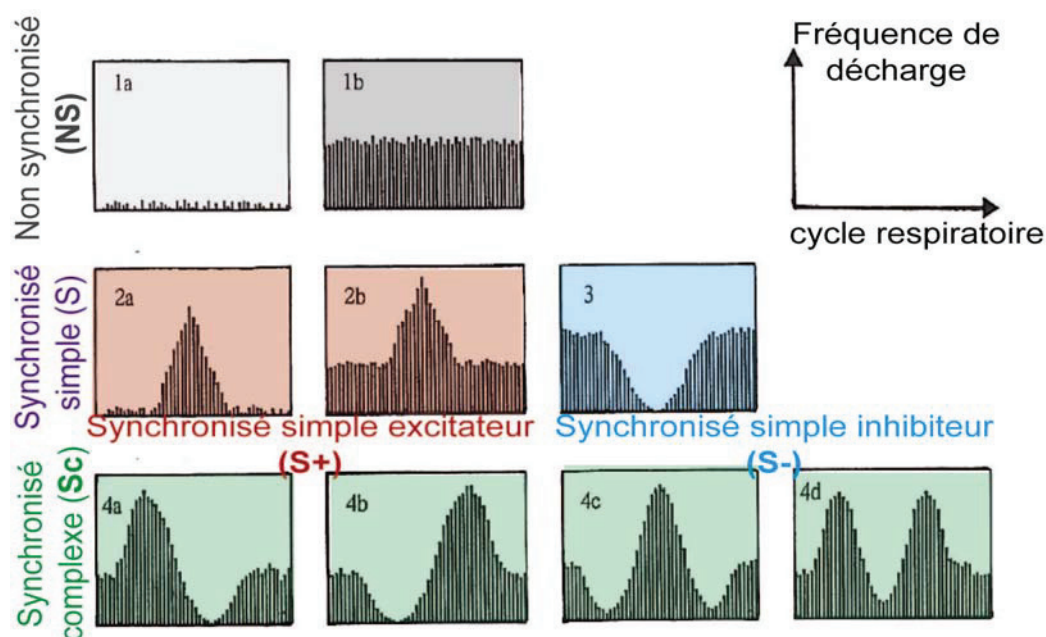 Non synchronisé
(NS)
1a
1b
Fréquence de
décharge
cycle respiratoire
Synchronisé
simple (S)
2a
2b
3
Synchronisé simple excitateur
(S+)
Synchronisé simple inhibiteur
(S-)
Synchronisé
complexe (Sc)
4a
4b
4c
4d